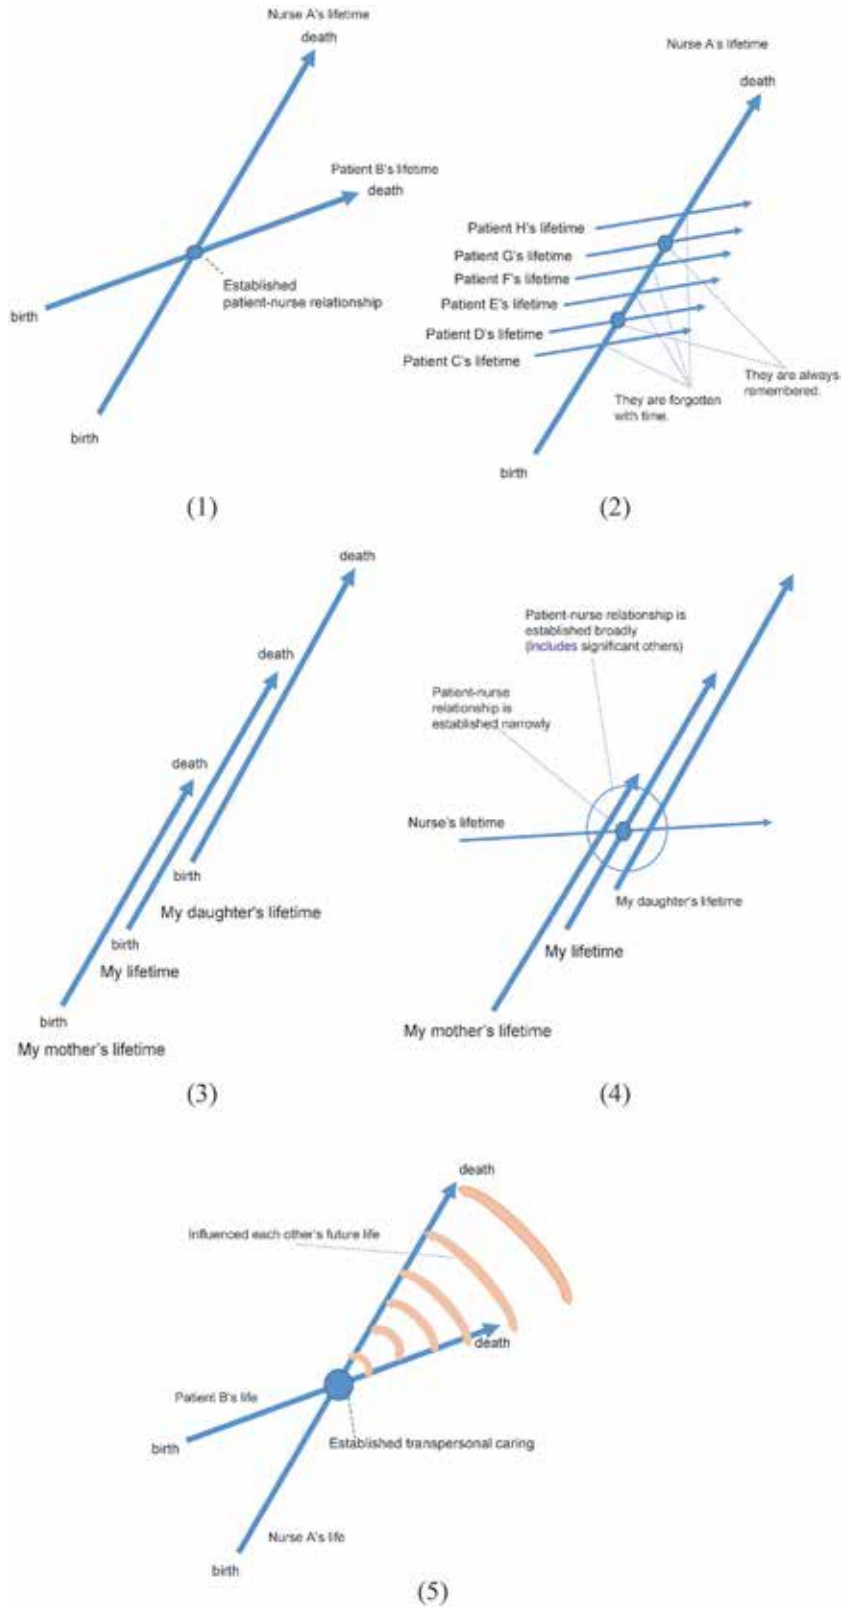 Nurse A's lifetime
death
Patient B's lifetime
death
Established
patient-nurse relationship
birth
birth
(1)
Nurse A's lifetime
death
Patient H's lifetime
Patient G's lifetime
Patient F's lifetime
Patient E's lifetime
Patient D's lifetime
Patient C's lifetime
They are always
remembered.
They are forgotten
with time.
birth
(2)
death
death
death
birth
My daughter's lifetime
birth
My lifetime
birth
My mother's lifetime
(3)
Patient-nurse relationship is
established broadly
(includes significant others)
Patient-nurse
relationship is
established narrowly
Nurse's lifetime
My daughter's lifetime
My lifetime
My mother's lifetime
(4)
death
Influenced each other's future life
death
Patient B's life
birth
Established transpersonal caring
Nurse A's life
birth
(5)